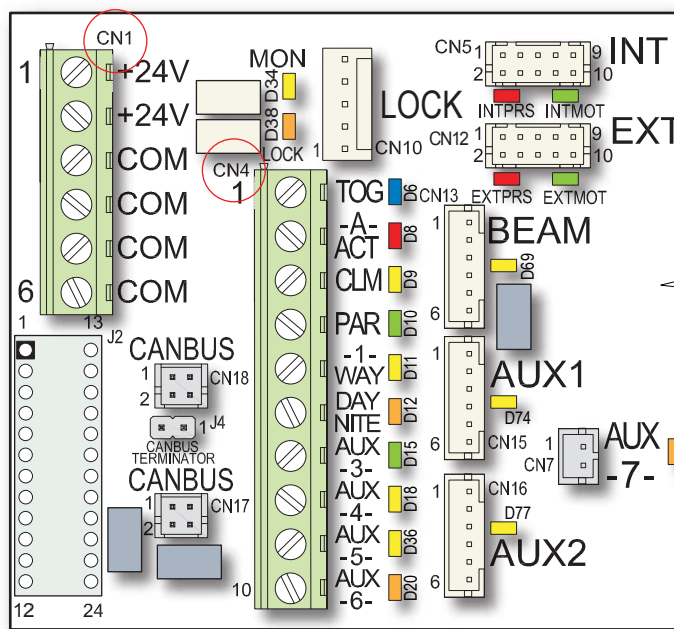 CN1
1
+24V
+24V
COM
COM
COM
6
COM
MON
D34
D38
LOCK
CN4
LOCK
1
CN10
CN5
1
9
2
10
INT
INTPRS
INTMOT
CN12
1
9
2
10
EXT
EXTPRS
EXTMOT
CN13
1
6
BEAM
D69
1
TOG
D6
-A-
ACT
D8
CLM
D9
PAR
D10
-1-
WAY
D11
DAY
NITE
D12
AUX
-3-
D15
AUX
-4-
D18
AUX
-5-
D36
10
AUX
-6-
D20
1
AUX1
D74
6
CN15
1
CN16
D77
AUX2
6
1
CN7
AUX
-7-
1
13
J2
12
24
CANBUS
1
2
CN18
1
J4
CANBUS
TERMINATOR
CANBUS
1
2
CN17